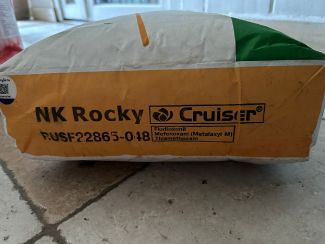 NK Rocky Cruiser®
RUSF22865-048
Fludioxonil
Mefenoxam (Metalaxyl M)
Thiamethoxam